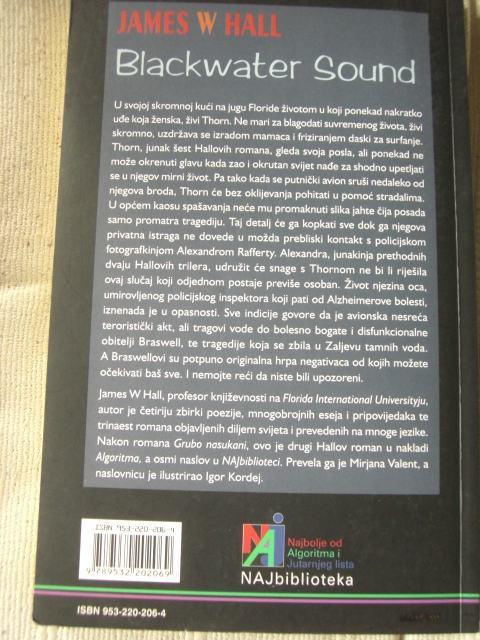 JAMES W HALL
Blackwater Sound
U svojoj skromnoj kući na jugu Floride životom u koji ponekad nakratko
uđe koja ženska, živi Thorn. Ne mari za blagodati suvremenog života, živi
skromno, uzdržava se izradom mamaca i friziranjem daski za surfanje.
Thorn, junak šest Hallovih romana, gleda svoja posla, ali ponekad ne
može okrenuti glavu kada zao i okrutan svijet nađe za shodno upetljati
se u njegov mirni život. Pa tako kada se putnički avion sruši nedaleko od
njegova broda, Thorn će bez oklijevanja pohitati u pomoć stradalima.
U općem kaosu spašavanja neće mu promaknuti slika jahte čija posada
samo promatra tragediju. Taj detalj će ga kopkati sve dok ga njegova
privatna istraga ne dovede u možda prebliski kontakt s policijskom
fotografkinjom Alexandrom Rafferty. Alexandra, junakinja prethodnih
dvaju Hallovih trilera, udružit će snage s Thornom ne bi li riješila
ovaj slučaj koji odjednom postaje previše osoban. Život njezina oca,
umirovljenog policijskog inspektora koji pati od Alzheimerove bolesti,
iznenada je u opasnosti. Sve indicije govore da je avionska nesreća
teroristički akt, ali tragovi vode do bolesno bogate i disfunkcionalne
obitelji Braswell, te tragedije koja se zbila u Zaljevu tamnih voda.
A Braswellovi su potpuno originalna hrpa negativaca od kojih možete
očekivati baš sve. I nemojte reći da niste bili upozoreni.
James W Hall, profesor književnosti na Florida International Universityju,
autor je četiriju zbirki poezije, mnogobrojnih eseja i pripovijedaka te
trinaest romana objavljenih diljem svijeta i prevedenih na mnoge jezike.
Nakon romana Grubo nasukani, ovo je drugi Hallov roman u nakladi
Algoritma, a osmi naslov u NAJbiblioteci. Prevela ga je Mirjana Valent, a
naslovnicu je ilustrirao Igor Kordej.
ISBN 953-220-206-4
9 789532 202069
NAJ
Najbolje od
Algoritma i
Jutarnjeg lista
NAJbiblioteka
ISBN 953-220-206-4